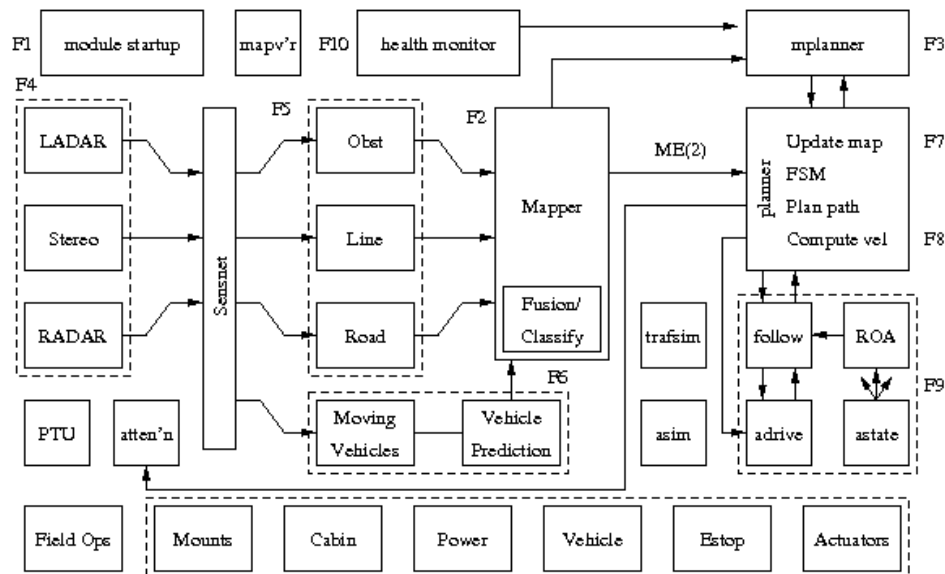 F1
module startup
mapv'r
F10
health monitor
mplanner
F3
F4
LADAR
Stereo
RADAR
Sensnet
F5
Obst
Line
Road
F2
Mapper
Fusion/
Classify
ME(2)
planner
Update map
FSM
Plan path
Compute vel
F7
F8
F6
Moving
Vehicles
Vehicle
Prediction
trafsim
asim
follow
ROA
adrive
astate
F9
PTU
atten'n
Field Ops
Mounts
Cabin
Power
Vehicle
Estop
Actuators